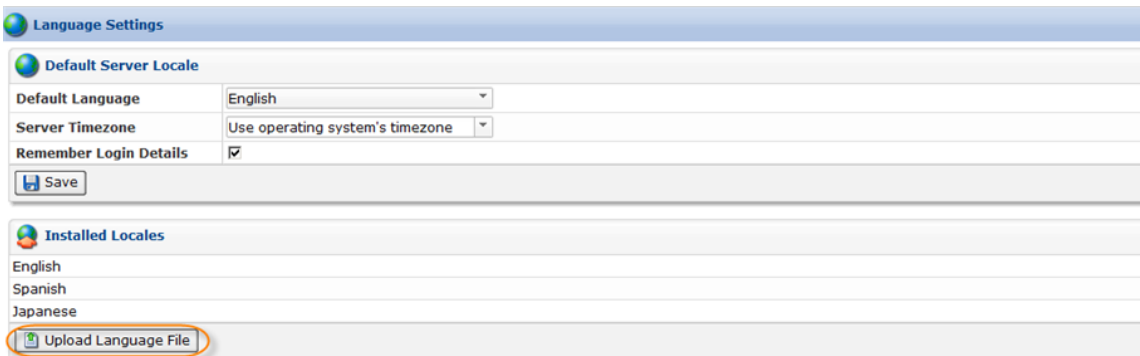 Language Settings
Default Server Locale
Default Language English
Server Timezone Use operating system's timezone
Remember Login Details
Save
Installed Locales
English
Spanish
Japanese
Upload Language File